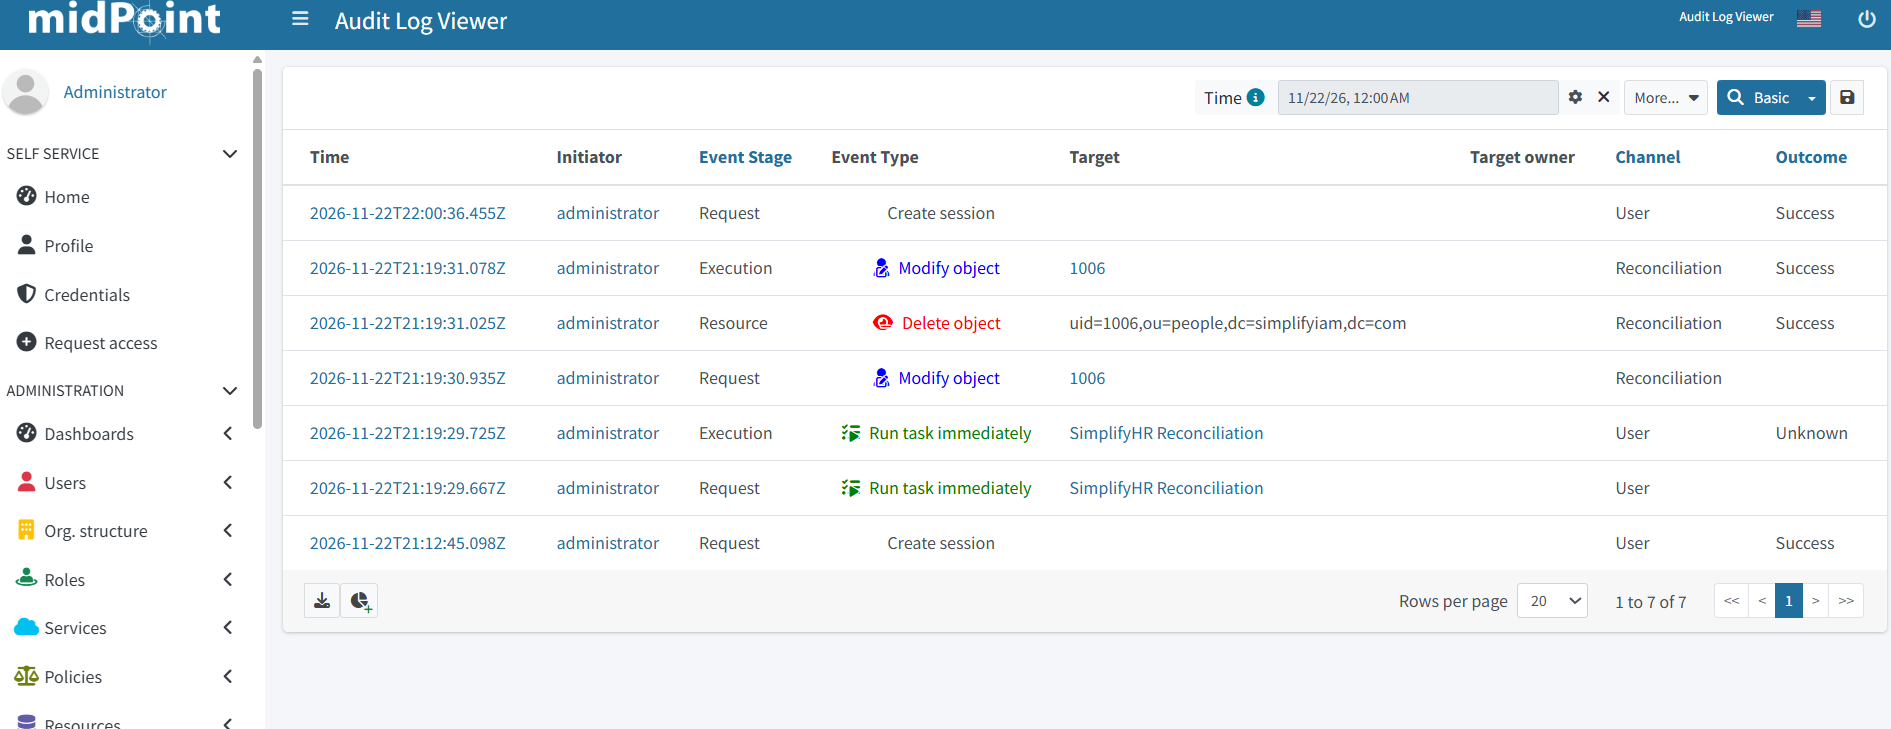 midPoint
Audit Log Viewer
Audit Log Viewer
Administrator
SELF SERVICE
Home
Profile
Credentials
Request access
ADMINISTRATION
Dashboards
Users
Org. structure
Roles
Services
Policies
Resources
Time 11/22/26, 12:00 AM More... Basic
Time Initiator Event Stage Event Type Target Target owner Channel Outcome
2026-11-22T22:00:36.455Z administrator Request Create session User Success
2026-11-22T21:19:31.078Z administrator Execution Modify object 1006 Reconciliation Success
2026-11-22T21:19:31.025Z administrator Resource Delete object uid=1006,ou=people,dc=simplifyiam,dc=com Reconciliation Success
2026-11-22T21:19:30.935Z administrator Request Modify object 1006 Reconciliation
2026-11-22T21:19:29.725Z administrator Execution Run task immediately SimplifyHR Reconciliation User Unknown
2026-11-22T21:19:29.667Z administrator Request Run task immediately SimplifyHR Reconciliation User
2026-11-22T21:12:45.098Z administrator Request Create session User Success
Rows per page 20 1 to 7 of 7 << < 1 > >>